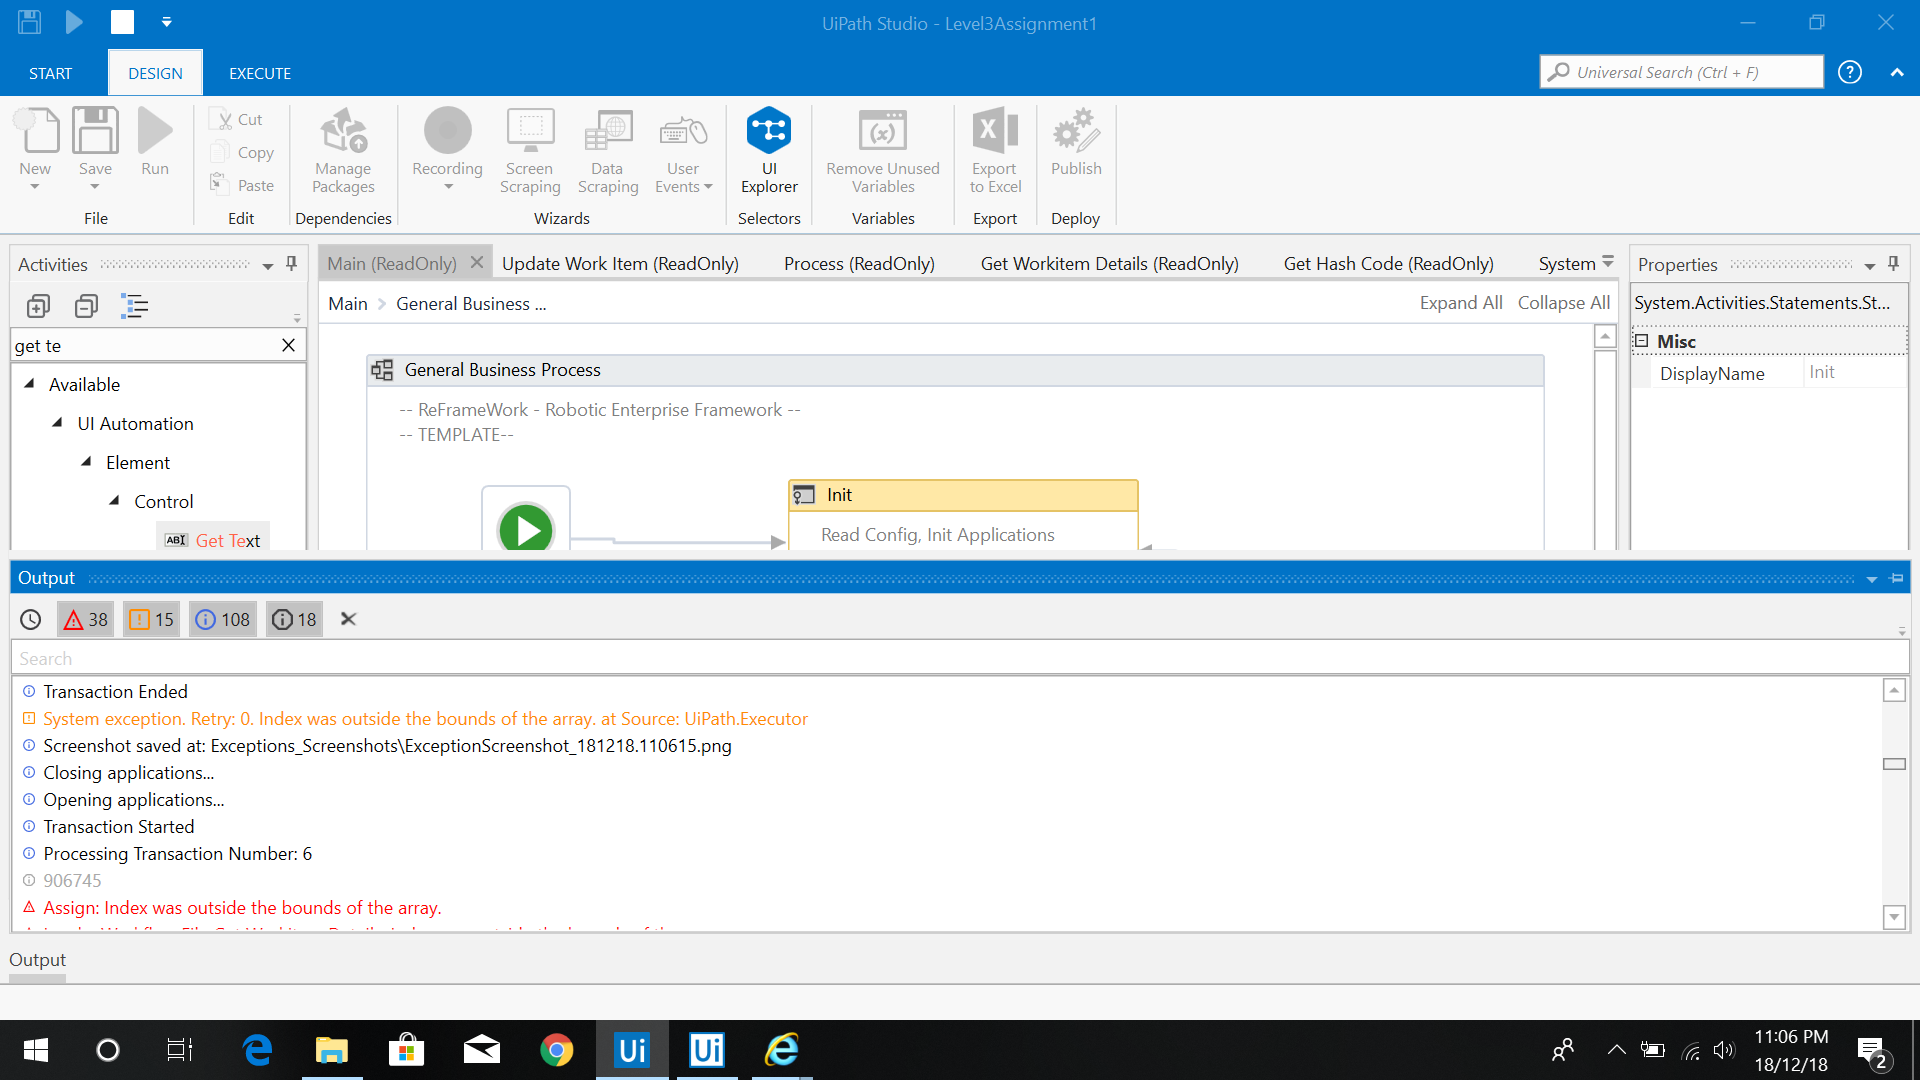 UiPath Studio - Level3Assignment1
START
DESIGN
EXECUTE
Universal Search (Ctrl + F)
New
Save
Run
File
Cut
Copy
Paste
Edit
Manage
Packages
Dependencies
Recording
Screen
Scraping
Data
Scraping
User
Events
Wizards
UI
Explorer
Selectors
Remove Unused
Variables
Variables
Export
to Excel
Export
Publish
Deploy
Activities
get te
Available
UI Automation
Element
Control
Get Text
Main (ReadOnly)
Update Work Item (ReadOnly)
Process (ReadOnly)
Get Workitem Details (ReadOnly)
Get Hash Code (ReadOnly)
System
Main > General Business ...
Expand All
Collapse All
General Business Process
-- ReFrameWork - Robotic Enterprise Framework --
-- TEMPLATE--
Init
Read Config, Init Applications
Properties
System.Activities.Statements.St...
Misc
DisplayName
Init
Output
38
15
108
18
Search
Transaction Ended
System exception. Retry: 0. Index was outside the bounds of the array. at Source: UiPath.Executor
Screenshot saved at: Exceptions_Screenshots\ExceptionScreenshot_181218.110615.png
Closing applications...
Opening applications...
Transaction Started
Processing Transaction Number: 6
906745
Assign: Index was outside the bounds of the array.
Output
Ui
Ui
11:06 PM
18/12/18
2